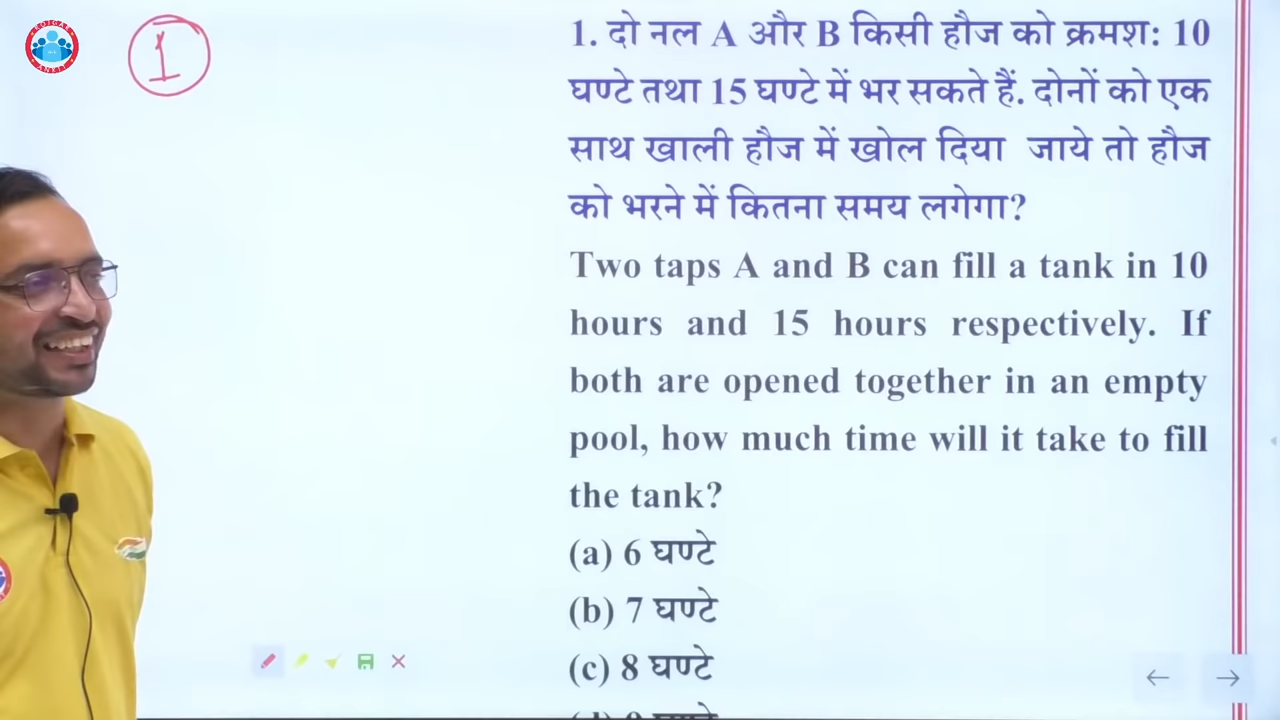 ROJGAR
ANKIT
1
1. दो नल A और B किसी हौज को क्रमश: 10
घण्टे तथा 15 घण्टे में भर सकते हैं. दोनों को एक
साथ खाली हौज में खोल दिया जाये तो हौज
को भरने में कितना समय लगेगा?
Two taps A and B can fill a tank in 10
hours and 15 hours respectively. If
both are opened together in an empty
pool, how much time will it take to fill
the tank?
(a) 6 घण्टे
(b) 7 घण्टे
(c) 8 घण्टे